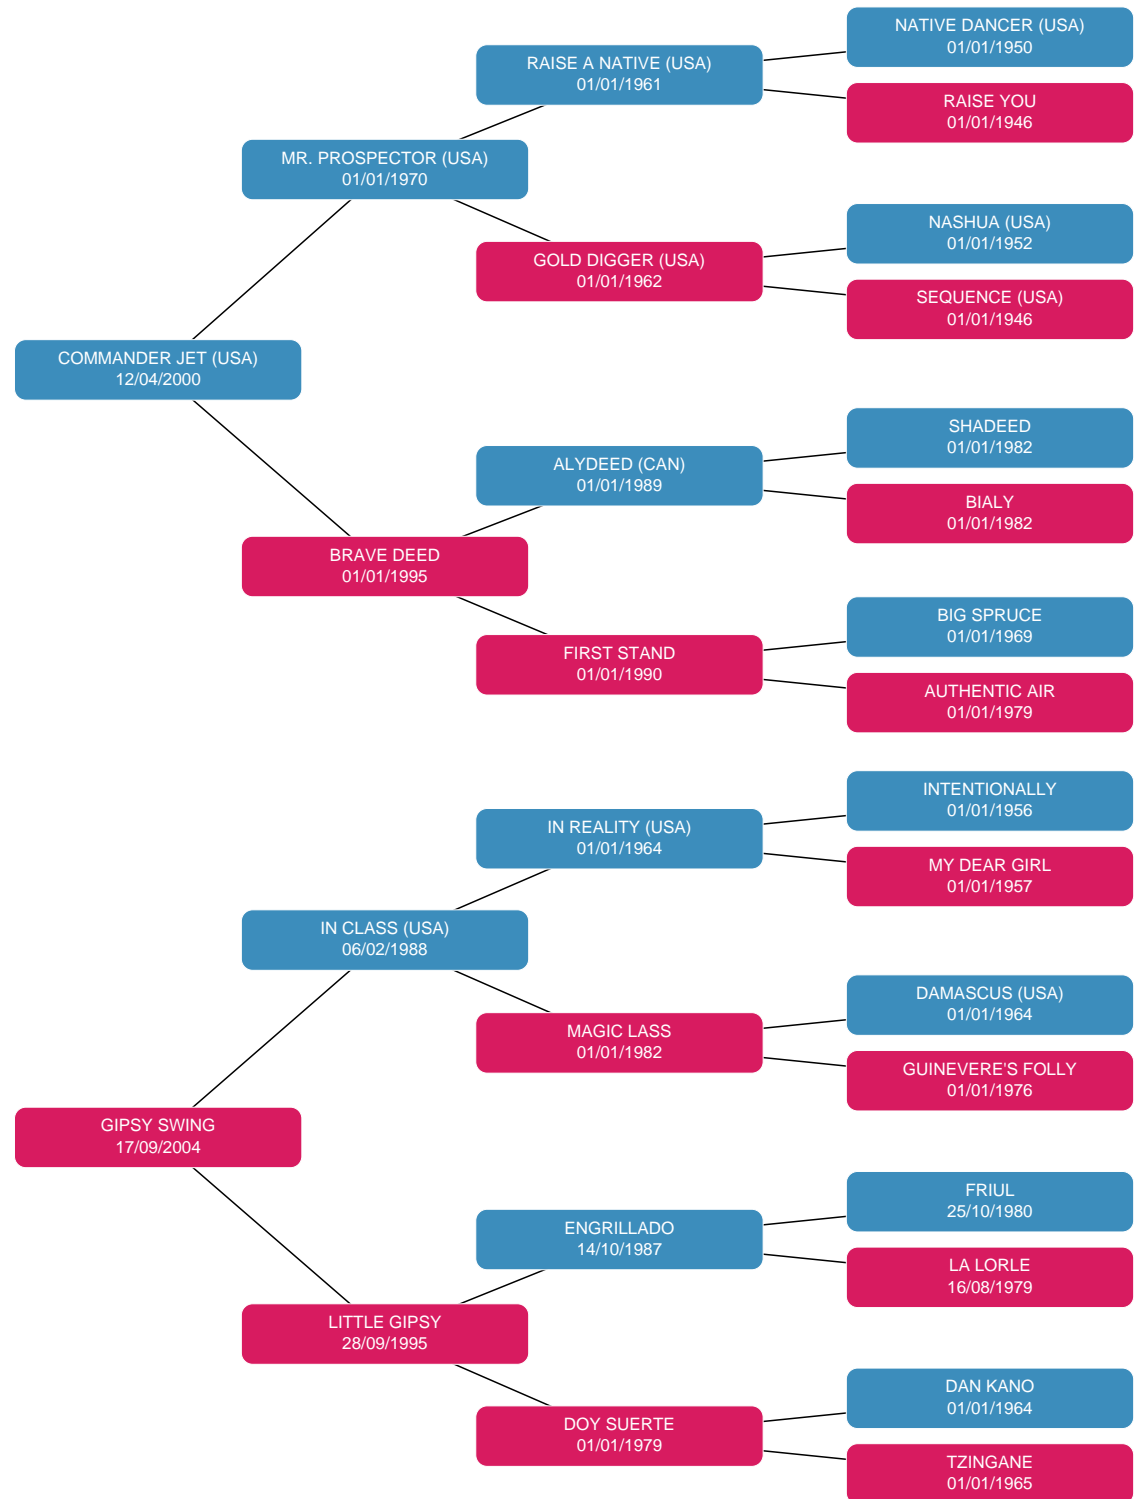 NATIVE DANCER (USA)
01/01/1950
RAISE A NATIVE (USA)
01/01/1961
RAISE YOU
01/01/1946
MR. PROSPECTOR (USA)
01/01/1970
NASHUA (USA)
01/01/1952
GOLD DIGGER (USA)
01/01/1962
SEQUENCE (USA)
01/01/1946
COMMANDER JET (USA)
12/04/2000
SHADEED
01/01/1982
ALYDEED (CAN)
01/01/1989
BIALY
01/01/1982
BRAVE DEED
01/01/1995
BIG SPRUCE
01/01/1969
FIRST STAND
01/01/1990
AUTHENTIC AIR
01/01/1979
INTENTIONALLY
01/01/1956
IN REALITY (USA)
01/01/1964
MY DEAR GIRL
01/01/1957
IN CLASS (USA)
06/02/1988
DAMASCUS (USA)
01/01/1964
MAGIC LASS
01/01/1982
GUINEVERE'S FOLLY
01/01/1976
GIPSY SWING
17/09/2004
FRIUL
25/10/1980
ENGRILLADO
14/10/1987
LA LORLE
16/08/1979
LITTLE GIPSY
28/09/1995
DAN KANO
01/01/1964
DOY SUERTE
01/01/1979
TZINGANE
01/01/1965